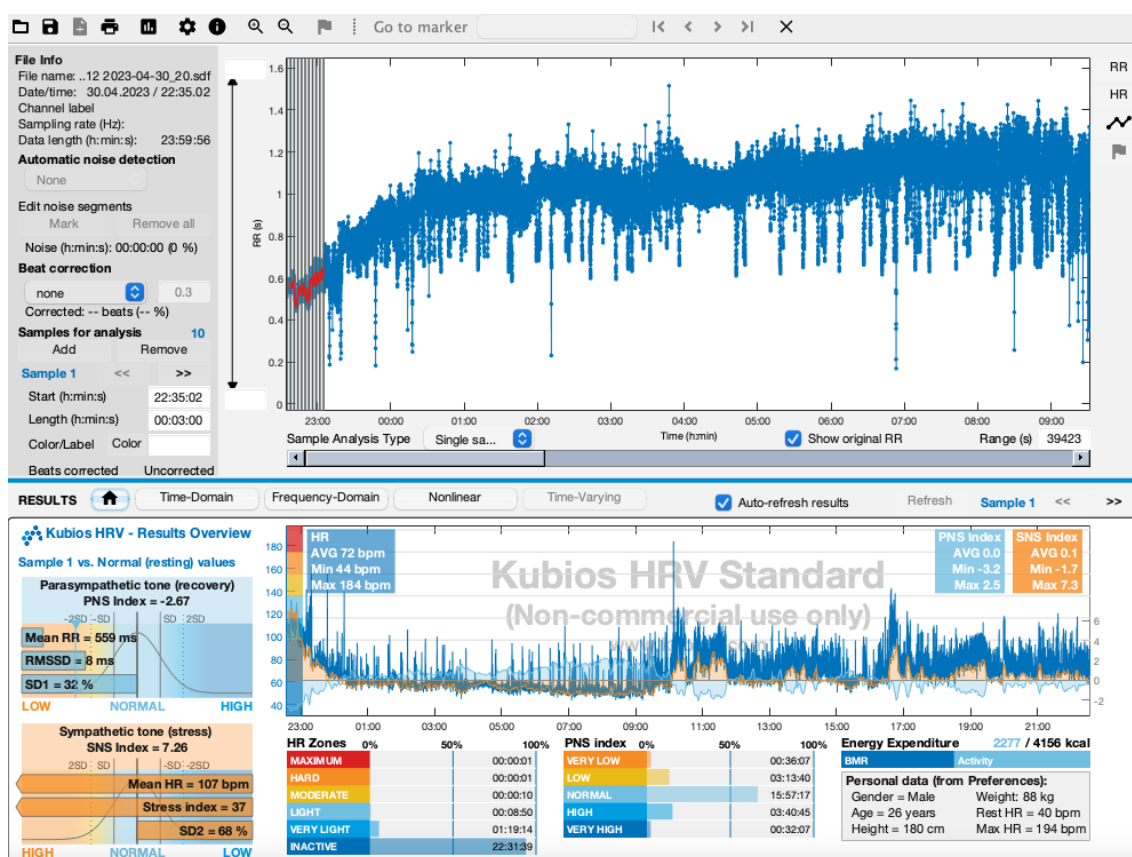 Go to marker
File Info
File name: ..12 2023-04-30_20.sdf
Date/time: 30.04.2023 / 22:35.02
Channel label
Sampling rate (Hz):
Data length (h:min:s): 23:59:56
Automatic noise detection
None
Edit noise segments
Mark Remove all
Noise (h:min:s): 00:00:00 (0 %)
Beat correction
none 0.3
Corrected: -- beats (-- %)
Samples for analysis 10
Add Remove
Sample 1 << >>
Start (h:min:s) 22:35:02
Length (h:min:s) 00:03:00
Color/Label Color
Beats corrected Uncorrected
RR (s)
1.6
1.4
1.2
1
0.8
0.6
0.4
0.2
0
23:00 00:00 01:00 02:00 03:00 04:00 05:00 06:00 07:00 08:00 09:00
Time (h:min)
RR
HR
Sample Analysis Type Single sa... Show original RR Range (s) 39423
RESULTS Time-Domain Frequency-Domain Nonlinear Time-Varying Auto-refresh results Refresh Sample 1 << >>
Kubios HRV - Results Overview
Sample 1 vs. Normal (resting) values
Parasympathetic tone (recovery)
PNS Index = -2.67
-2SD -SD SD 2SD
Mean RR = 559 ms
RMSSD = 8 ms
SD1 = 32 %
LOW NORMAL HIGH
Sympathetic tone (stress)
SNS Index = 7.26
2SD SD -SD -2SD
Mean HR = 107 bpm
Stress index = 37
SD2 = 68 %
HIGH NORMAL LOW
180
160
140
120
100
80
60
40
HR
AVG 72 bpm
Min 44 bpm
Max 184 bpm
Kubios HRV Standard
(Non-commercial use only)
PNS Index
AVG 0.0
Min -3.2
Max 2.5
SNS Index
AVG 0.1
Min -1.7
Max 7.3
6
4
2
0
-2
23:00 01:00 03:00 05:00 07:00 09:00 11:00 13:00 15:00 17:00 19:00 21:00
HR Zones 0% 50% 100%
MAXIMUM 00:00:01
HARD 00:00:01
MODERATE 00:00:10
LIGHT 00:08:50
VERY LIGHT 01:19:14
INACTIVE 22:31:39
PNS index 0% 50% 100%
VERY LOW 00:36:07
LOW 03:13:40
NORMAL 15:57:17
HIGH 03:40:45
VERY HIGH 00:32:07
Energy Expenditure 2277 / 4156 kcal
BMR Activity
Personal data (from Preferences):
Gender = Male Weight: 88 kg
Age = 26 years Rest HR = 40 bpm
Height = 180 cm Max HR = 194 bpm